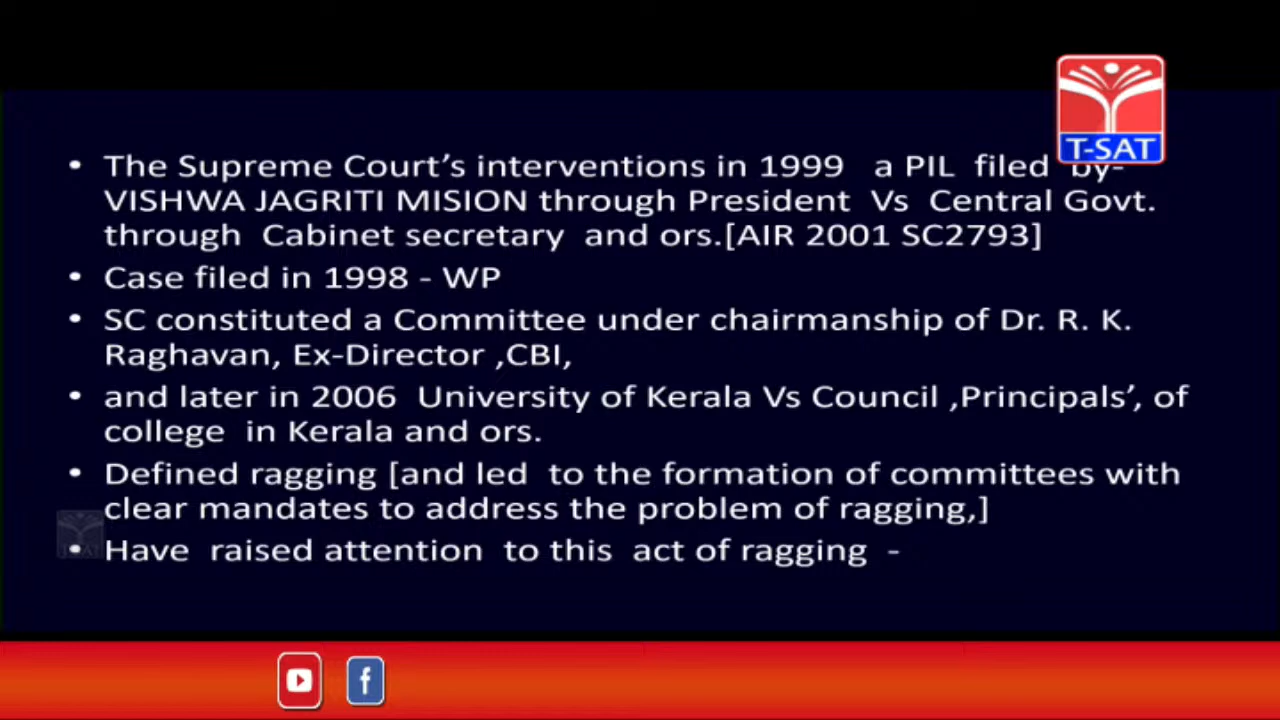 T-SAT
• The Supreme Court's interventions in 1999 a PIL filed by-
VISHWA JAGRITI MISION through President Vs Central Govt.
through Cabinet secretary and ors.[AIR 2001 SC2793]
• Case filed in 1998 - WP
• SC constituted a Committee under chairmanship of Dr. R. K.
Raghavan, Ex-Director ,CBI,
• and later in 2006 University of Kerala Vs Council ,Principals', of
college in Kerala and ors.
• Defined ragging [and led to the formation of committees with
clear mandates to address the problem of ragging,]
• Have raised attention to this act of ragging -
T-SAT